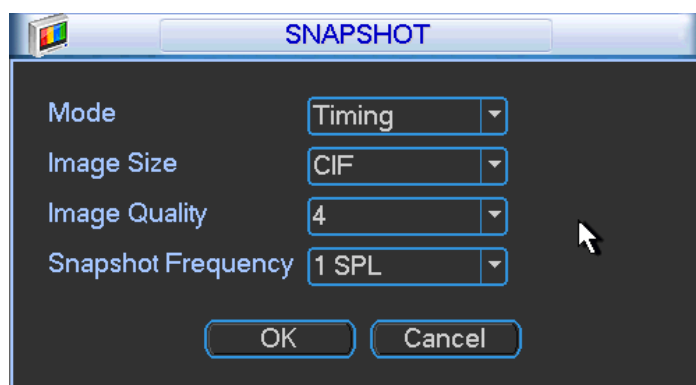 SNAPSHOT
Mode Timing
Image Size CIF
Image Quality 4
Snapshot Frequency 1 SPL
OK Cancel